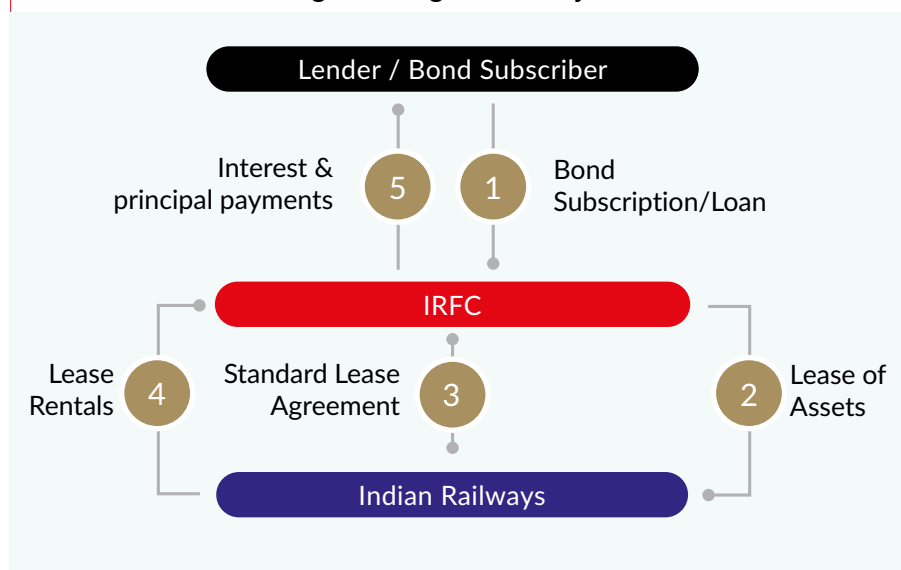 Lender / Bond Subscriber
Interest &
principal payments
5
1
Bond
Subscription/Loan
IRFC
Lease
Rentals
4
Standard Lease
Agreement
3
2
Lease of
Assets
Indian Railways